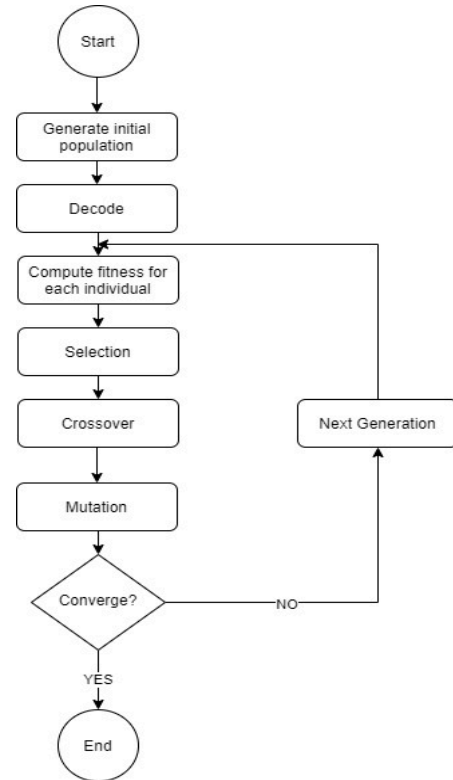 Start
Generate initial
population
Decode
Compute fitness for
each individual
Selection
Crossover
Next Generation
Mutation
Converge?
NO
YES
End